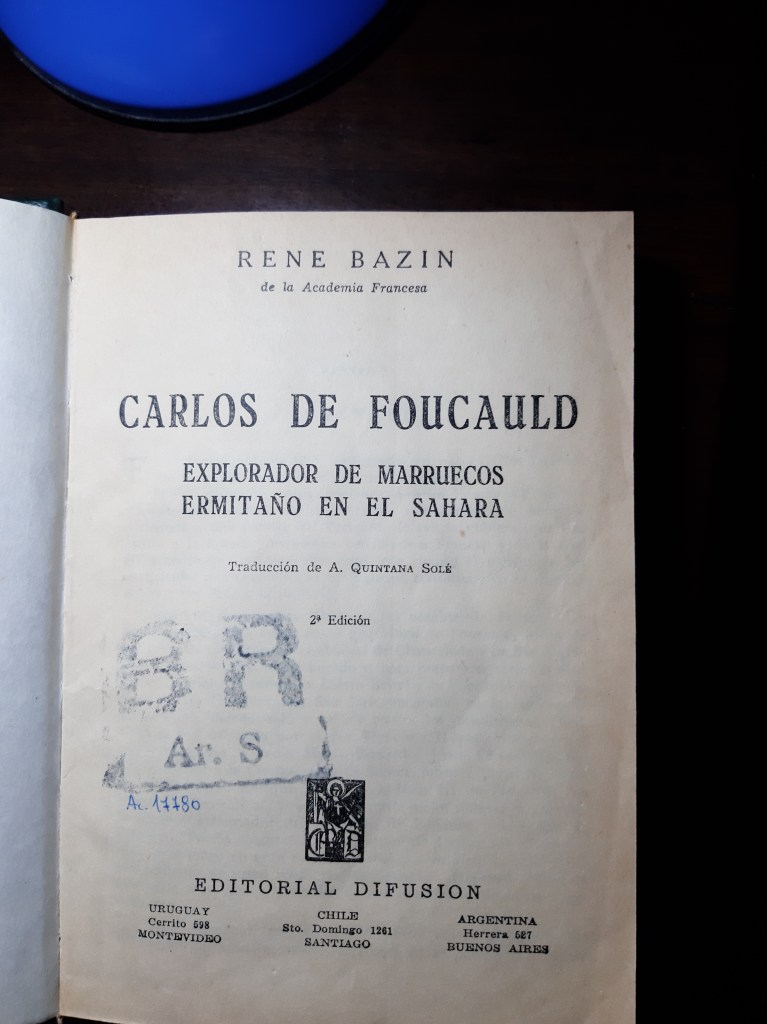 RENE BAZIN
de la Academia Francesa
CARLOS DE FOUCAULD
EXPLORADOR DE MARRUECOS
ERMITAÑO EN EL SAHARA
Traducción de A. QUINTANA SOLÉ
2ª Edición
BR
Ar. S
Ac. 17780
EDITORIAL DIFUSION
URUGUAY
Cerrito 598
MONTEVIDEO
CHILE
Sto. Domingo 1261
SANTIAGO
ARGENTINA
Herrera 527
BUENOS AIRES